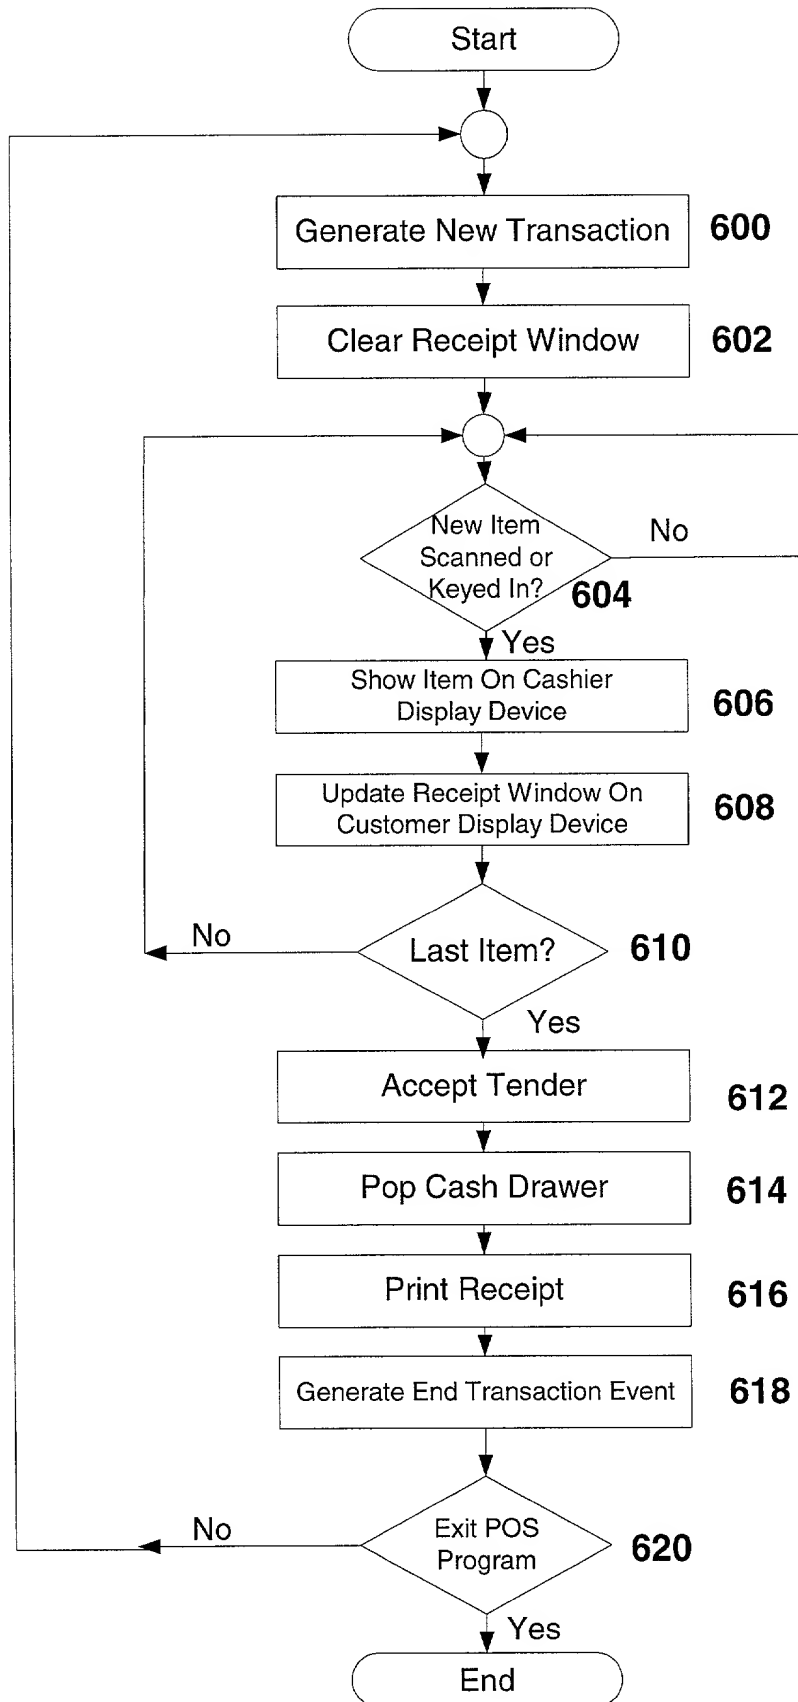 Start
Generate New Transaction 600
Clear Receipt Window 602
New Item
Scanned or
Keyed In? 604
No
Yes
Show Item On Cashier
Display Device 606
Update Receipt Window On
Customer Display Device 608
Last Item? 610
No
Yes
Accept Tender 612
Pop Cash Drawer 614
Print Receipt 616
Generate End Transaction Event 618
Exit POS
Program 620
No
Yes
End